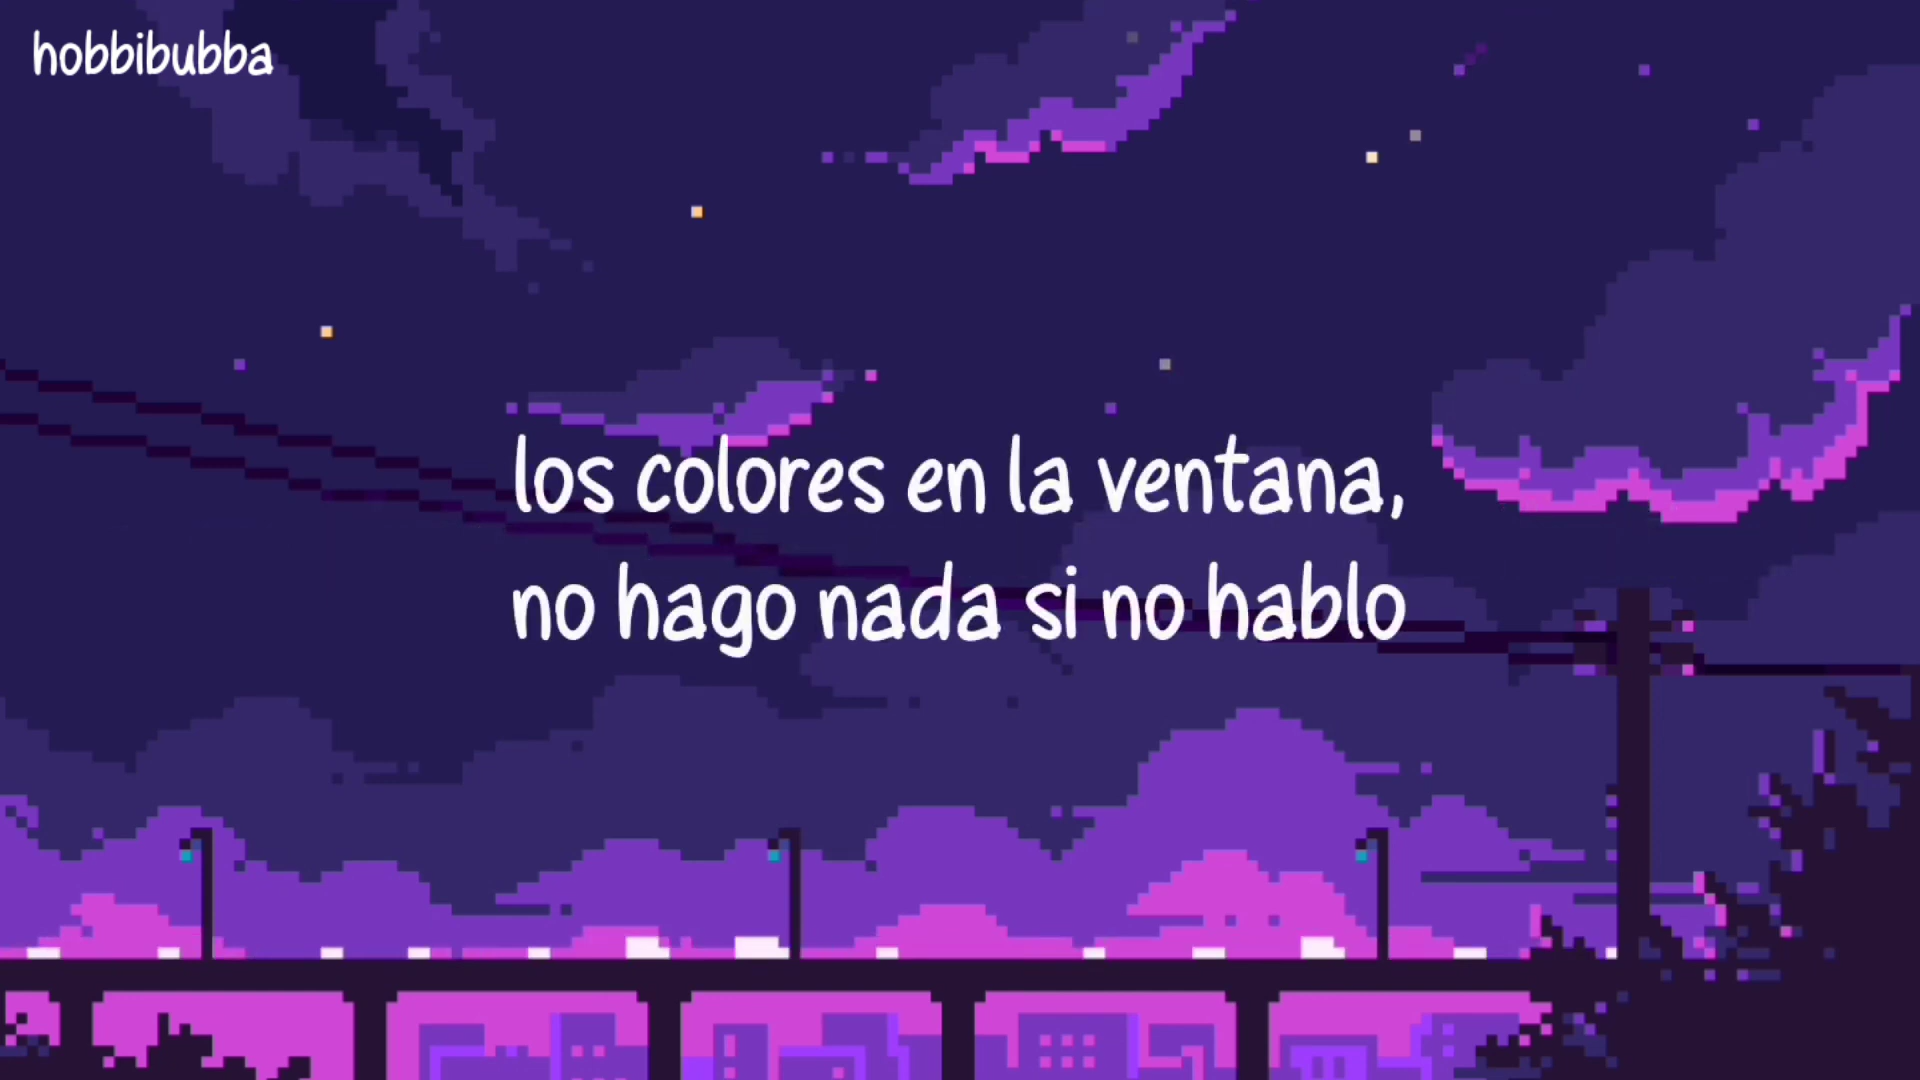 hobbibubba
los colores en la ventana,
no hago nada si no hablo